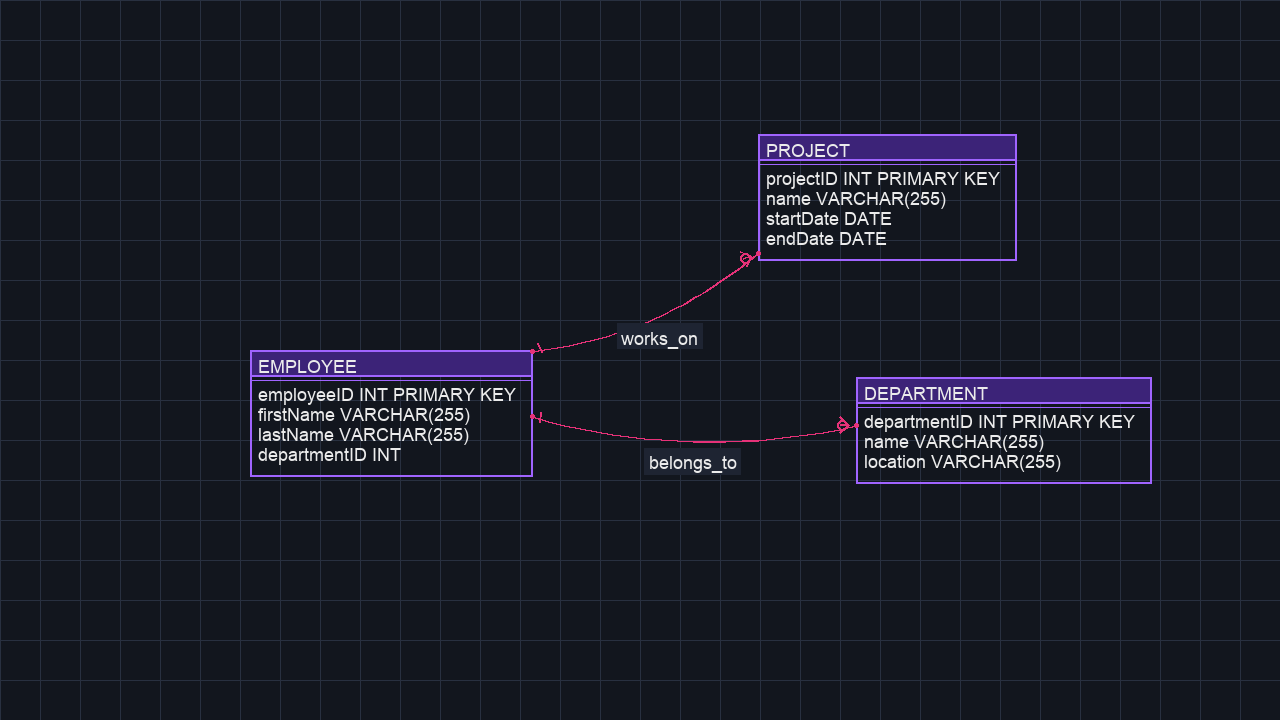 PROJECT
projectID INT PRIMARY KEY
name VARCHAR(255)
startDate DATE
endDate DATE
works_on
EMPLOYEE
employeeID INT PRIMARY KEY
firstName VARCHAR(255)
lastName VARCHAR(255)
departmentID INT
DEPARTMENT
departmentID INT PRIMARY KEY
name VARCHAR(255)
location VARCHAR(255)
belongs_to